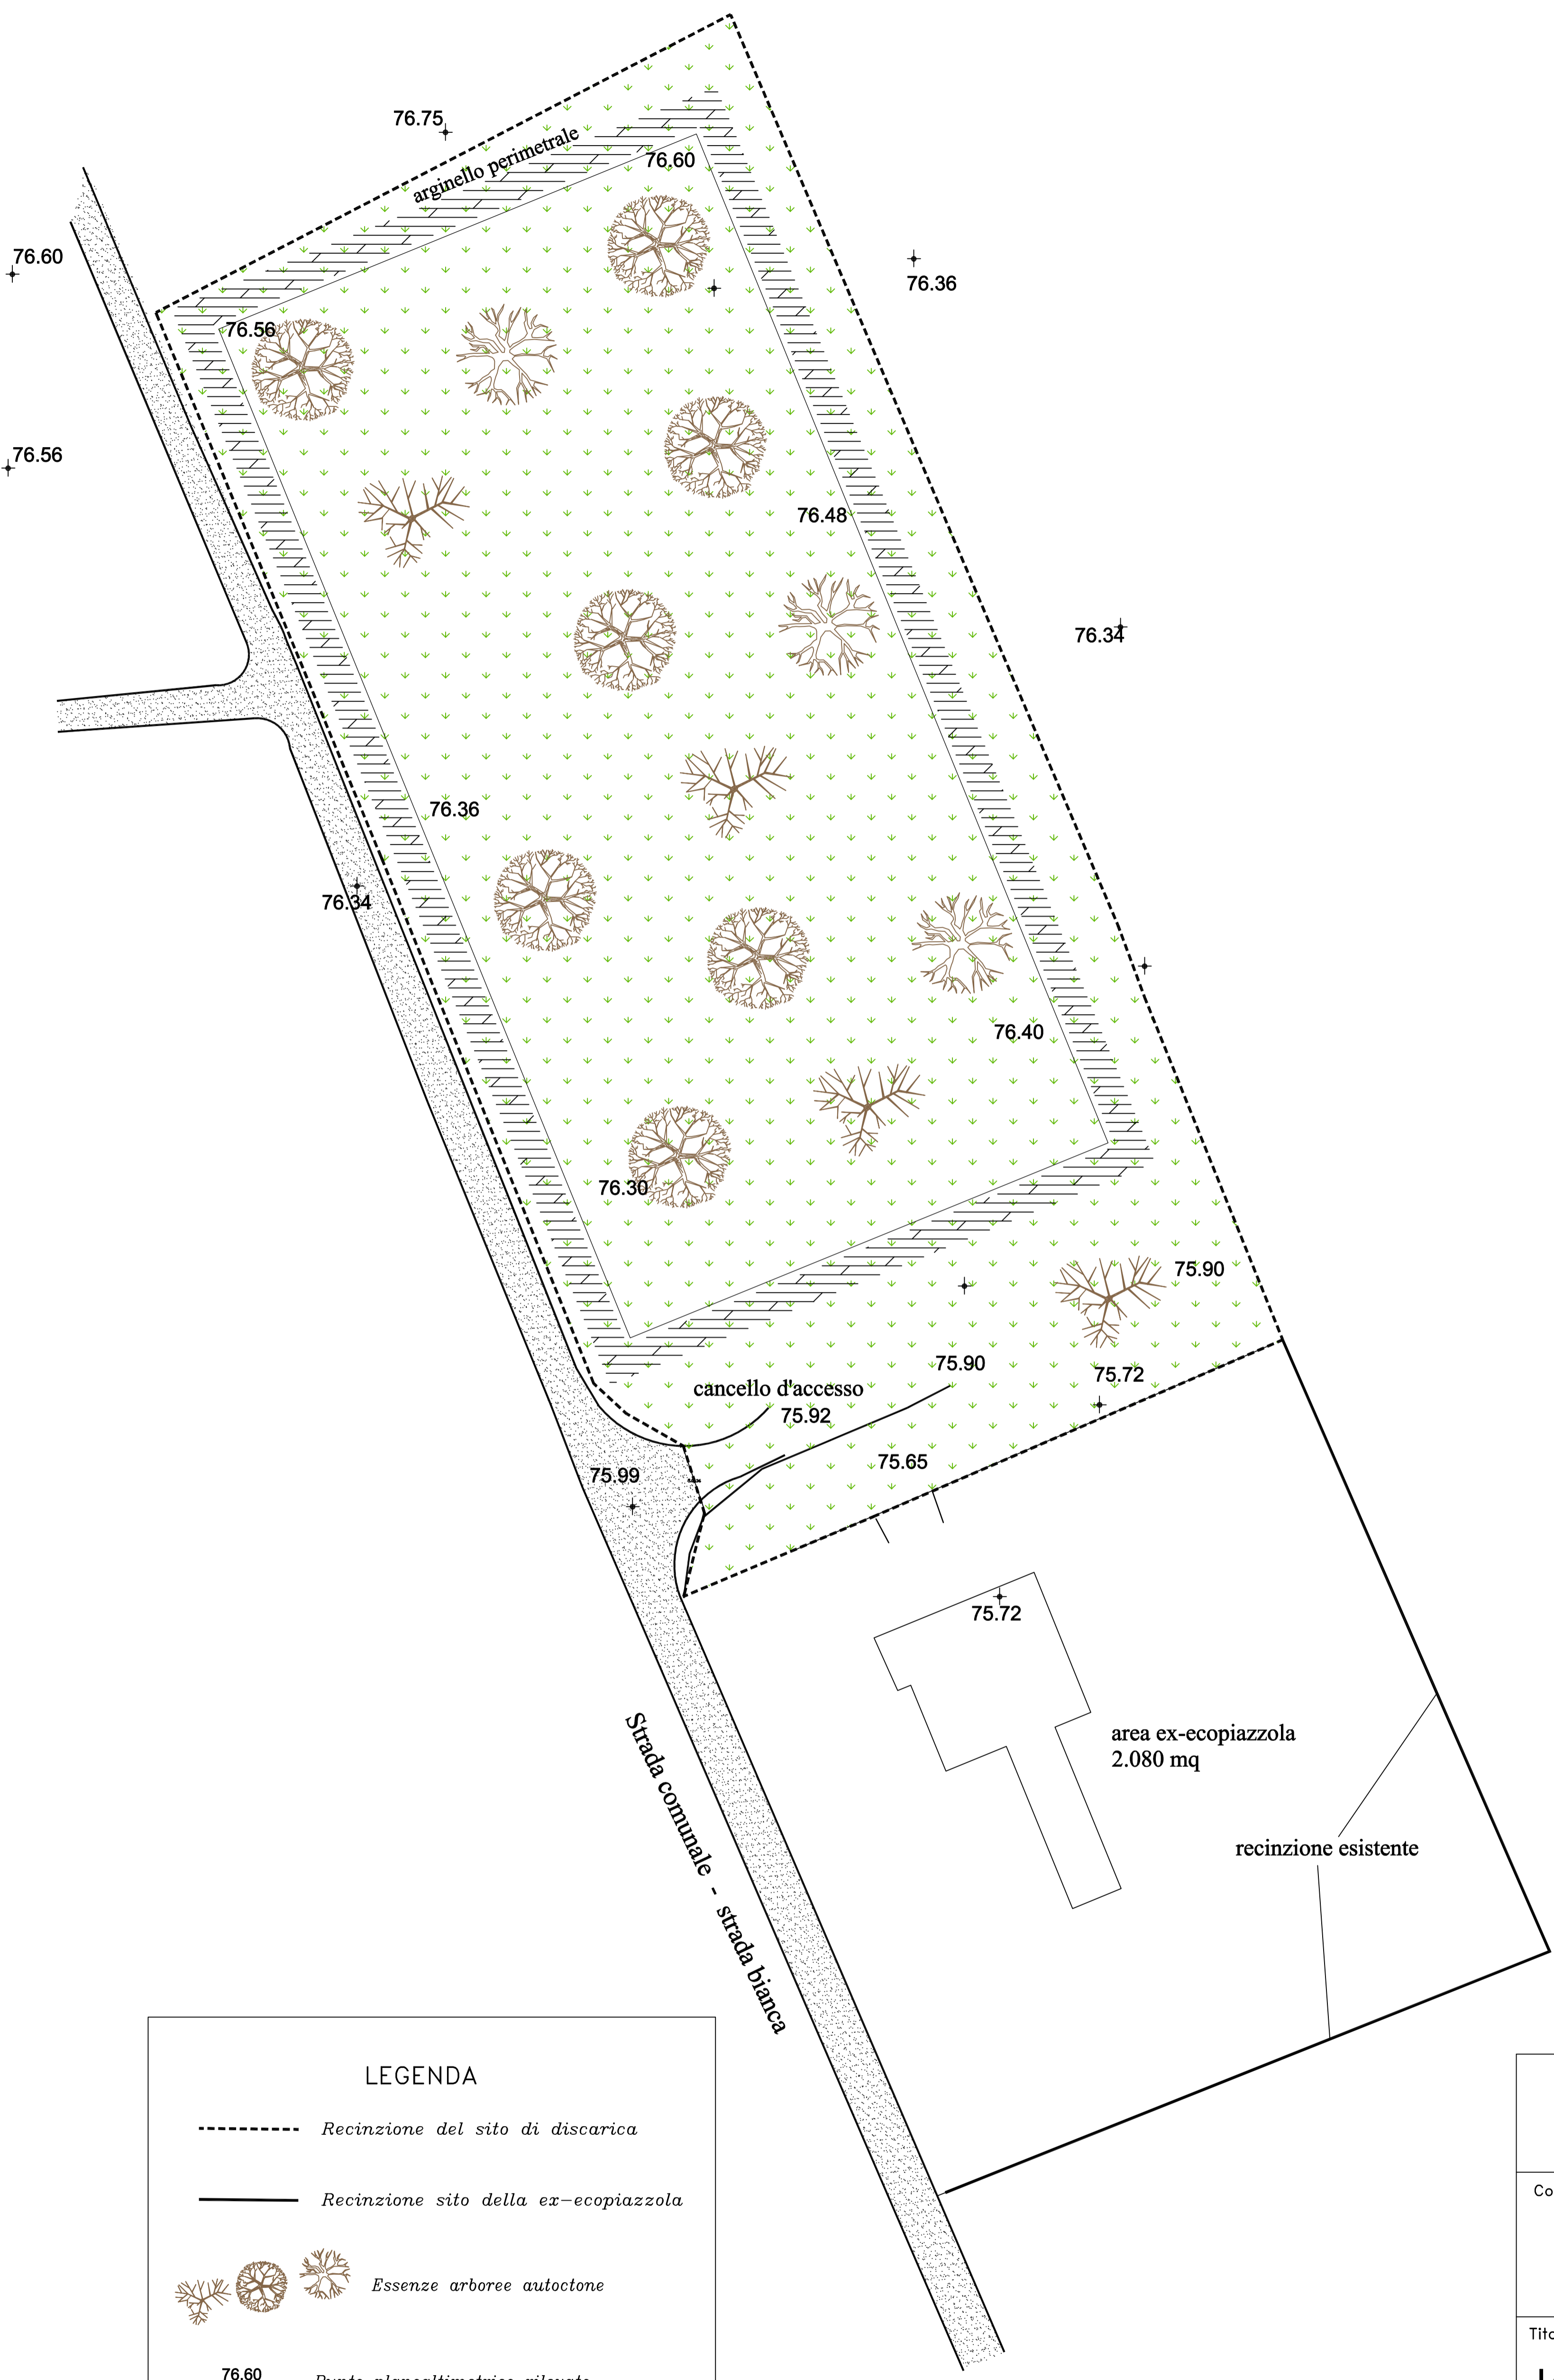 76.75
arginello perimetrale
76.60
76.60
76.36
76.56
76.56
76.48
76.34
76.36
76.34
76.40
76.30
75.90
75.90
75.72
cancello d'accesso
75.92
75.65
75.99
75.72
Strada comunale - strada bianca
area ex-ecopiazzola
2.080 mq
recinzione esistente
LEGENDA
Recinzione del sito di discarica
Recinzione sito della ex-ecopiazzola
Essenze arboree autoctone
76.60
Punto planoaltimetrico rilevato
Co
Tito